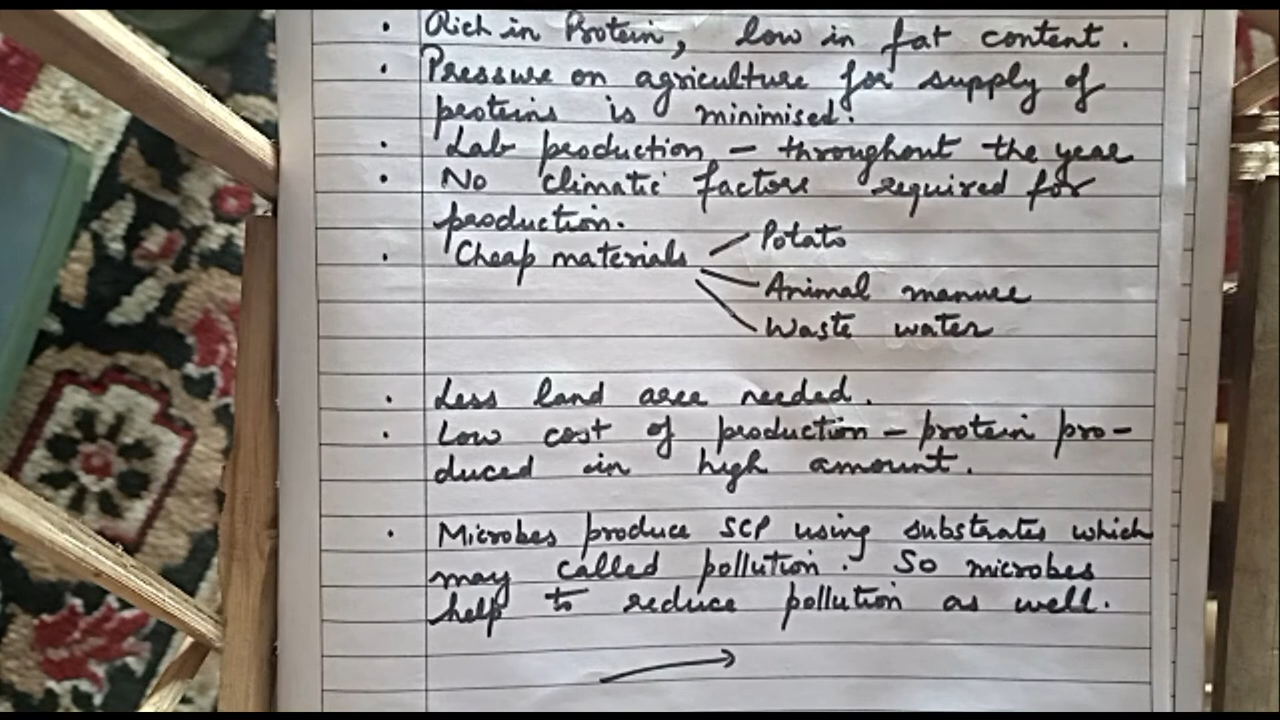 • Rich in Protein, low in fat content.
• Pressure on agriculture for supply of
proteins is minimised.
• Lab production – throughout the year
• No climatic factors required for
production.
• Cheap materials Potato
Animal manure
Waste water
• Less land area needed.
• Low cost of production – protein pro-
duced in high amount.
• Microbes produce SCP using substrates which
may called pollution. So microbes
help to reduce pollution as well.